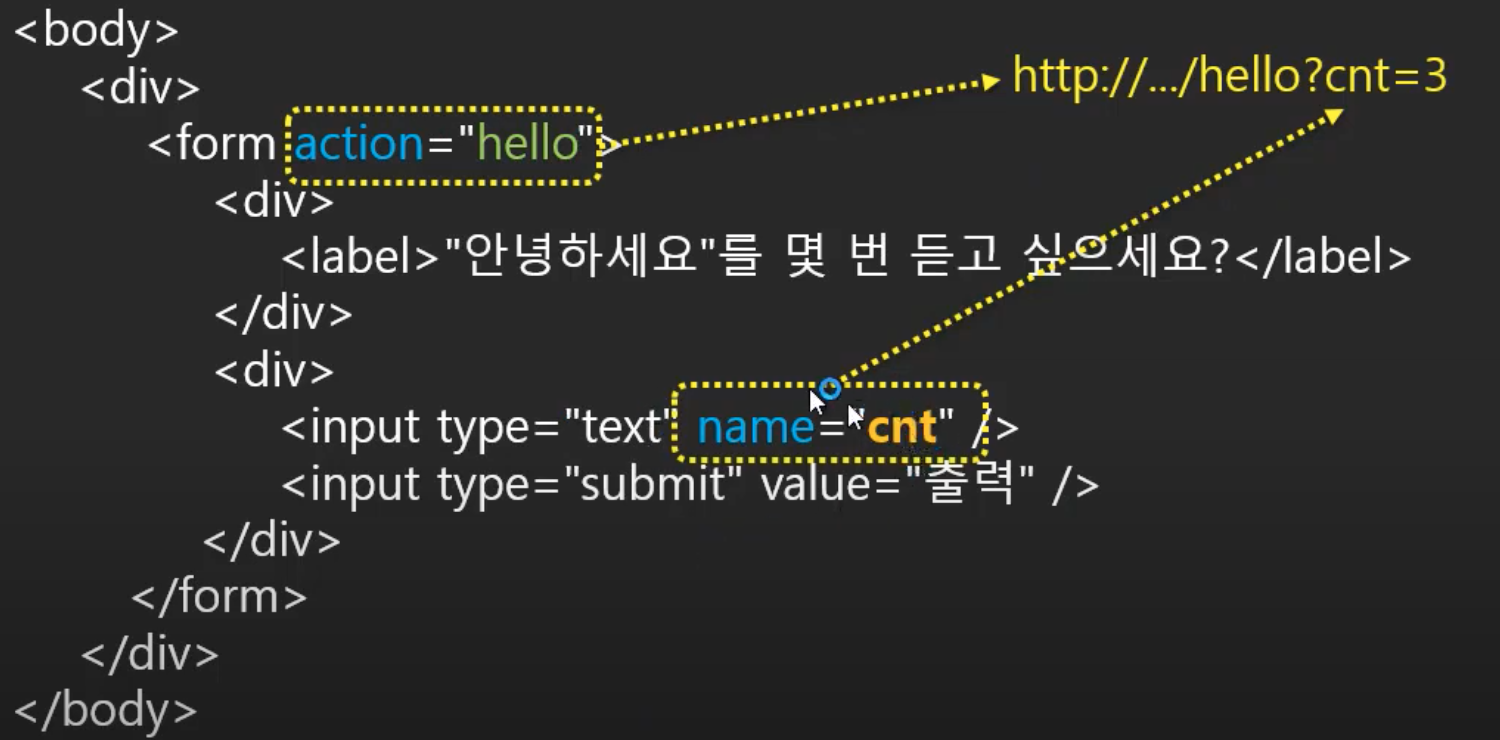 <body>
<div>
http://.../hello?cnt=3
<form action="hello">
<div>
<label>"안녕하세요"를 몇 번 듣고 싶으세요?</label>
</div>
<div>
<input type="text" name="cnt" />
<input type="submit" value="출력" />
</div>
</form>
</div>
</body>